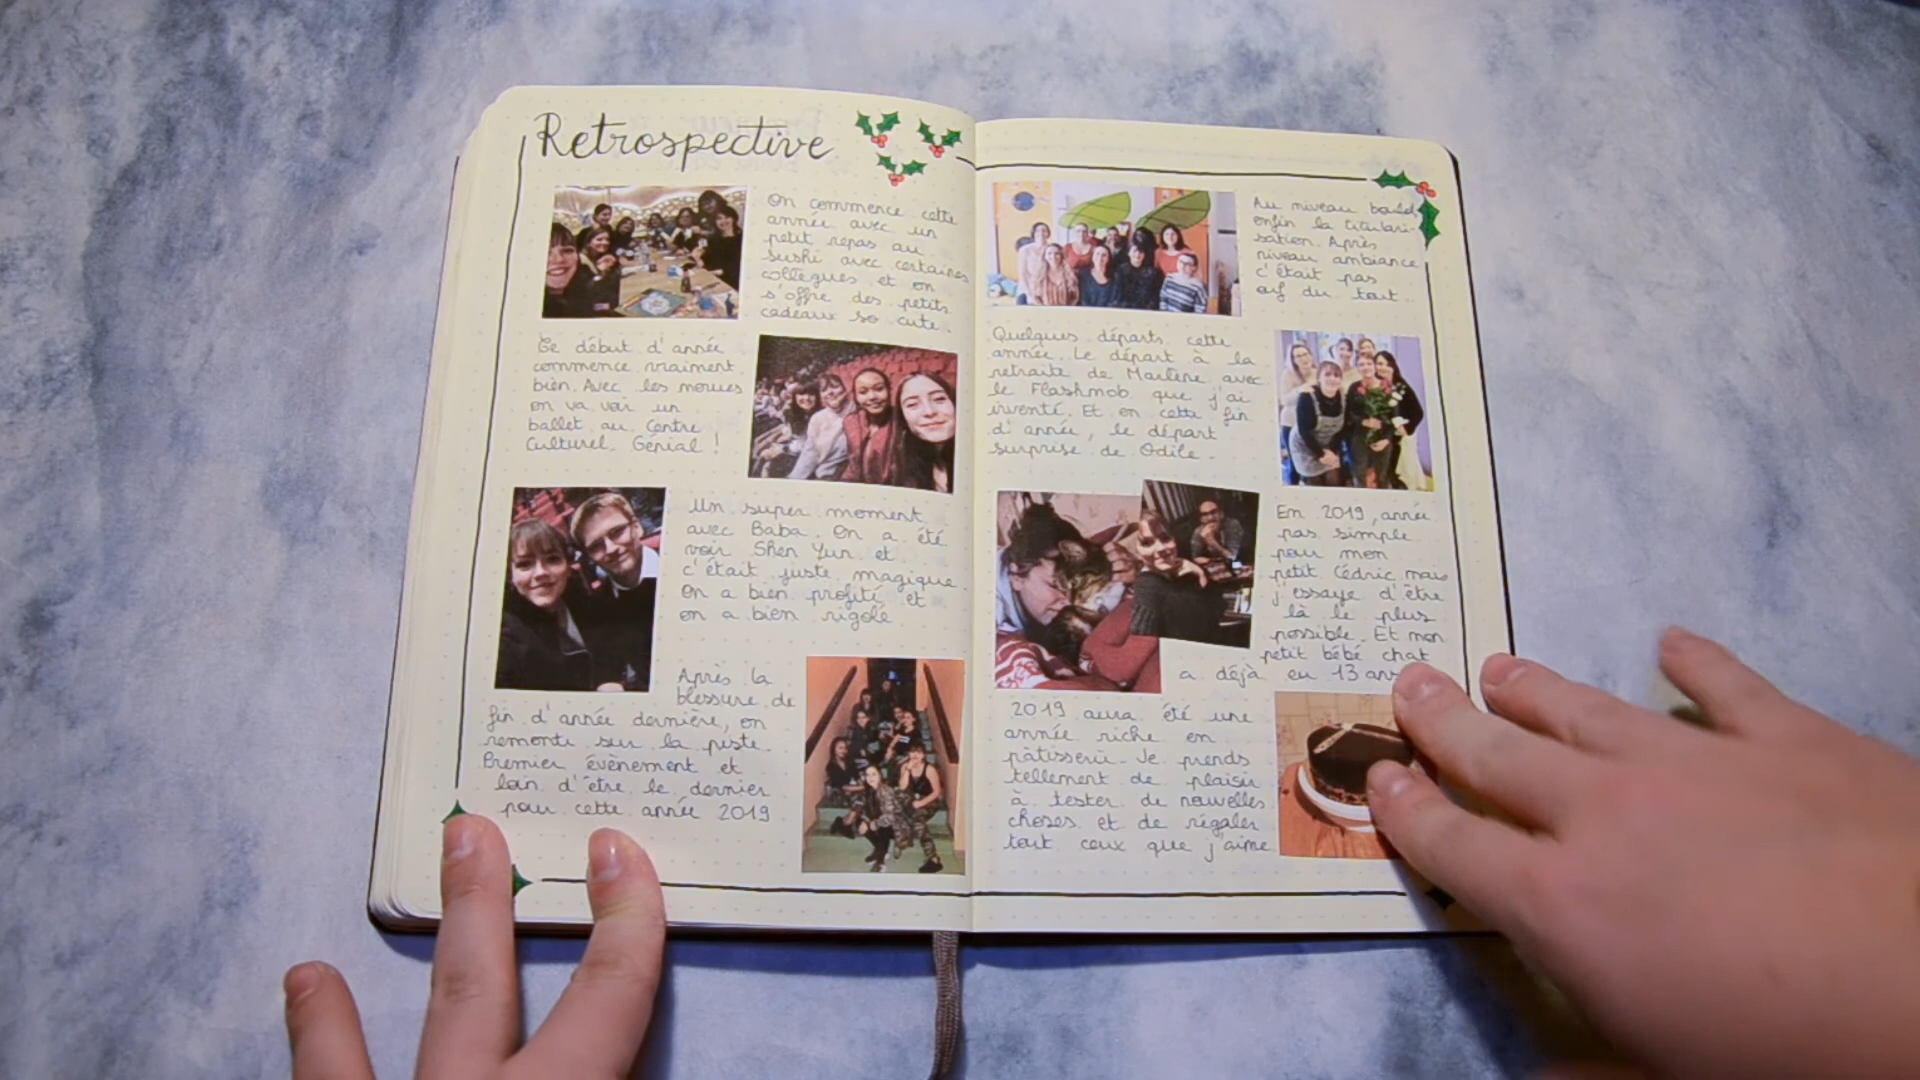 Retrospective
On commence cette
année avec un
petit repas au
sushi avec certaines
collègues et on
s'offre des petits
cadeaux so cute.
Ce début d'année
commence vraiment
bien. Avec les
on va voir un
ballet au Centre
Culturel. Génial !
Un super moment
avec Baba. On a été
voir Shen Yun et
c'était juste magique
On a bien profité et
on a bien rigolé
Après la
blessure de
fin d'année dernière, on
remonte sur la piste.
Premier évènement et
loin d'être le dernier
pour cette année 2019
Au niveau
enfin la titulari-
sation. Après
niveau ambiance
c'était pas
du tout.
Quelques départs cette
année. Le départ à la
retraite de Marlène avec
le Flashmob que j'ai
inventé. Et en cette fin
d'année, le départ
surprise de Odile.
En 2019, année
pas simple
pour mon
petit Cédric mais
j'essaye d'être
là le plus
possible. Et mon
petit bébé chat
a déjà eu 13 ans
2019 aura été une
année riche en
pâtisserie. Je prends
tellement de plaisir
à tester de nouvelles
choses et de régaler
tout ceux que j'aime